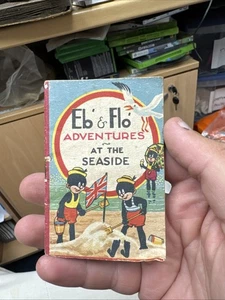 Eb' & Flo'
ADVENTURES
~ AT THE ~
SEASIDE